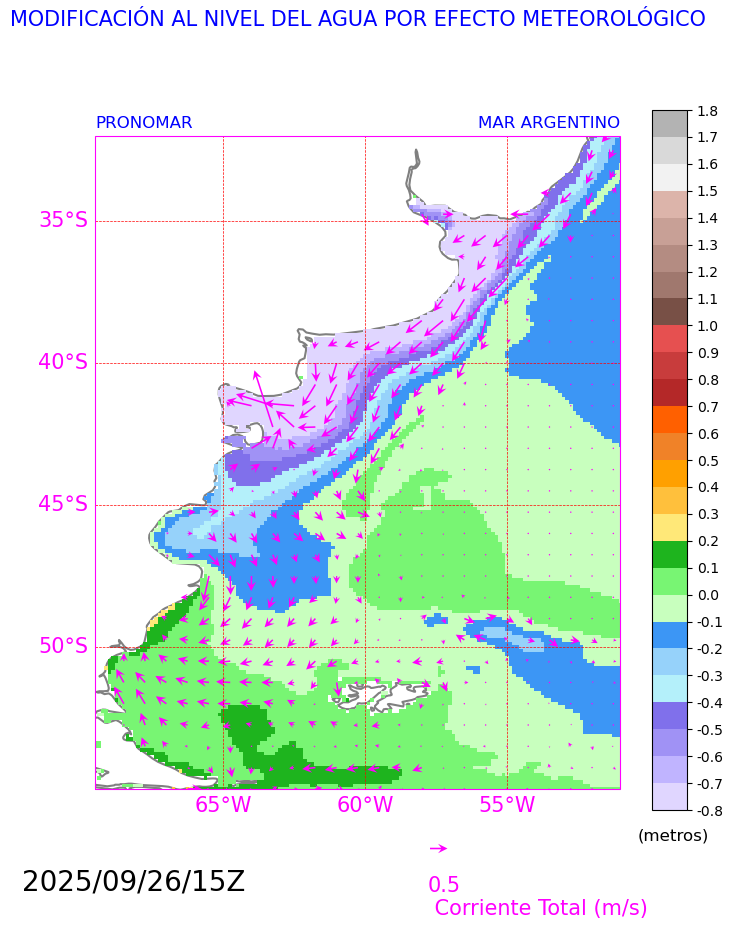 MODIFICACIÓN AL NIVEL DEL AGUA POR EFECTO METEOROLÓGICO
PRONOMAR
MAR ARGENTINO
35°S
40°S
45°S
50°S
65°W
60°W
55°W
1.8
1.7
1.6
1.5
1.4
1.3
1.2
1.1
1.0
0.9
0.8
0.7
0.6
0.5
0.4
0.3
0.2
0.1
0.0
-0.1
-0.2
-0.3
-0.4
-0.5
-0.6
-0.7
-0.8
(metros)
2025/09/26/15Z
0.5
Corriente Total (m/s)